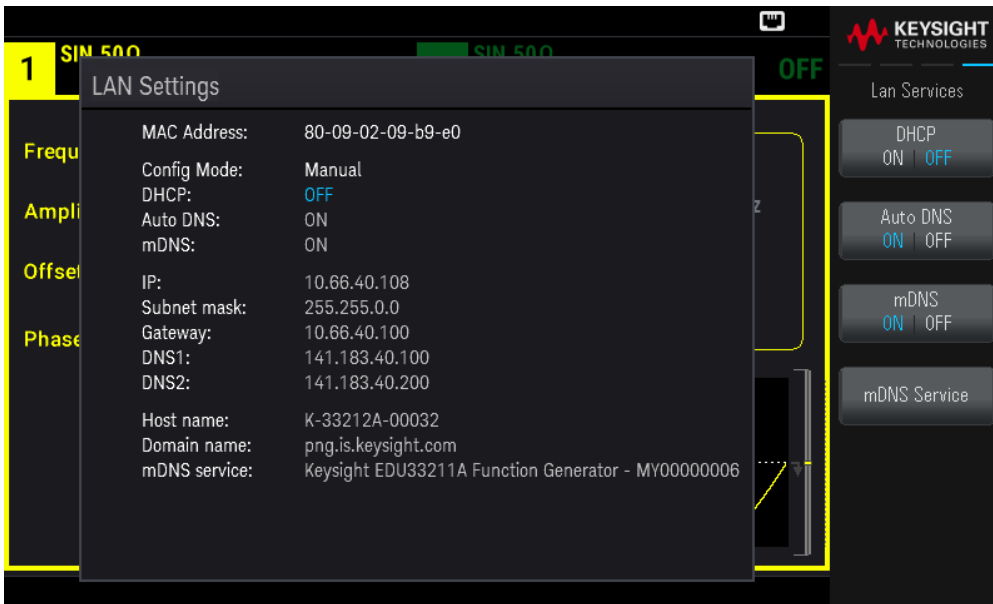 KEYSIGHT
TECHNOLOGIES
1
SIN 50Ω
SIN 50Ω
OFF
LAN Settings
Lan Services
MAC Address: 80-09-02-09-b9-e0
Config Mode: Manual
DHCP: OFF
Auto DNS: ON
mDNS: ON
IP: 10.66.40.108
Subnet mask: 255.255.0.0
Gateway: 10.66.40.100
DNS1: 141.183.40.100
DNS2: 141.183.40.200
Host name: K-33212A-00032
Domain name: png.is.keysight.com
mDNS service: Keysight EDU33211A Function Generator - MY00000006
Frequ
Ampli
Offset
Phase
z
DHCP
ON | OFF
Auto DNS
ON | OFF
mDNS
ON | OFF
mDNS Service